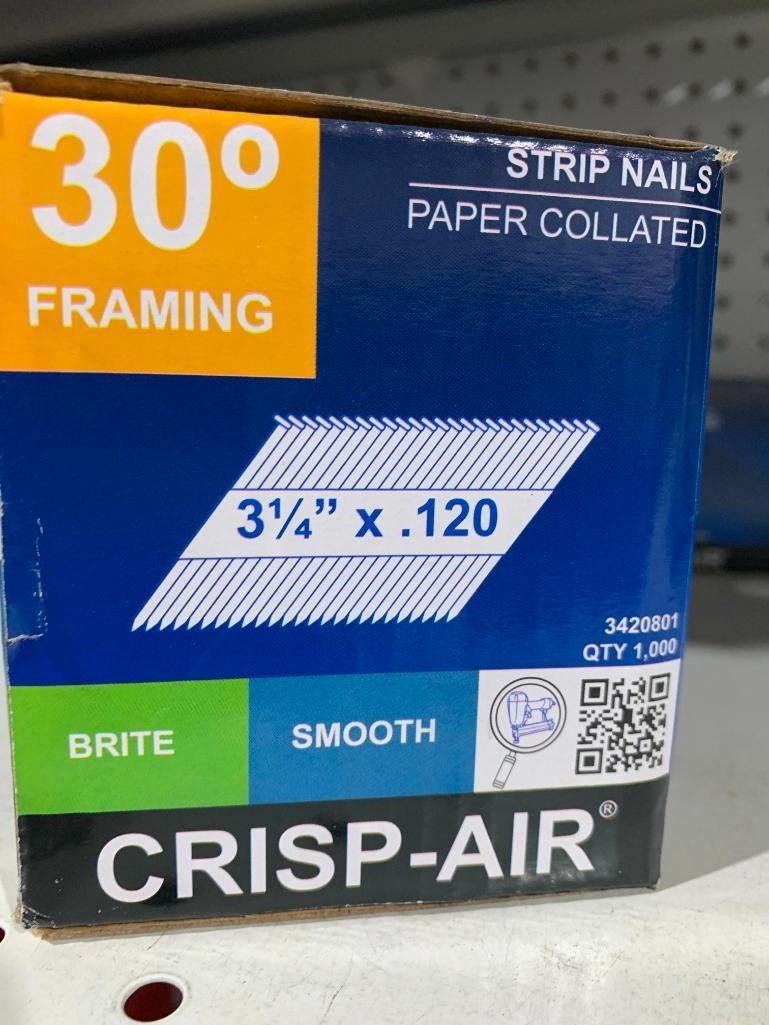 30°
FRAMING
STRIP NAILS
PAPER COLLATED
3¼” x .120
3420801
QTY 1,000
BRITE
SMOOTH
CRISP-AIR®